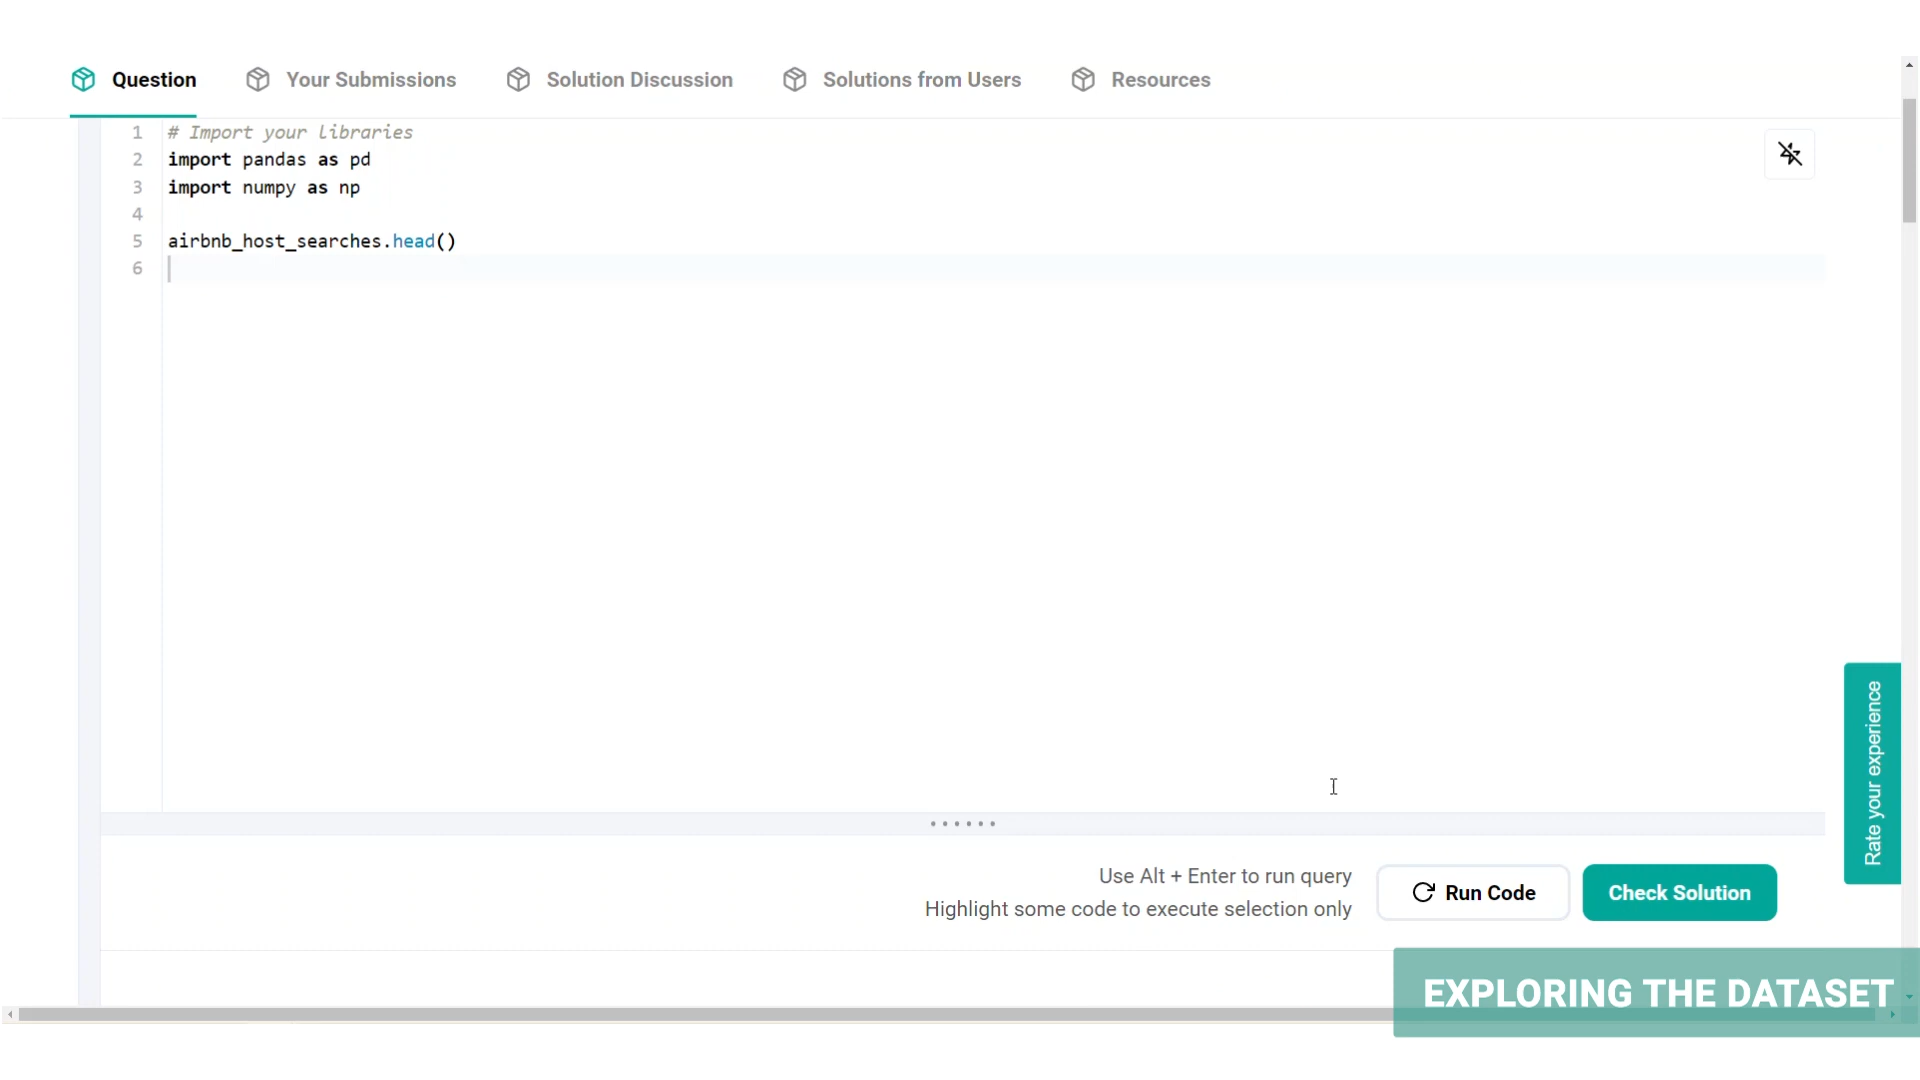 Question Your Submissions Solution Discussion Solutions from Users Resources
1 # Import your libraries
2 import pandas as pd
3 import numpy as np
4
5 airbnb_host_searches.head()
6
Rate your experience
Use Alt + Enter to run query
Highlight some code to execute selection only
Run Code
Check Solution
EXPLORING THE DATASET